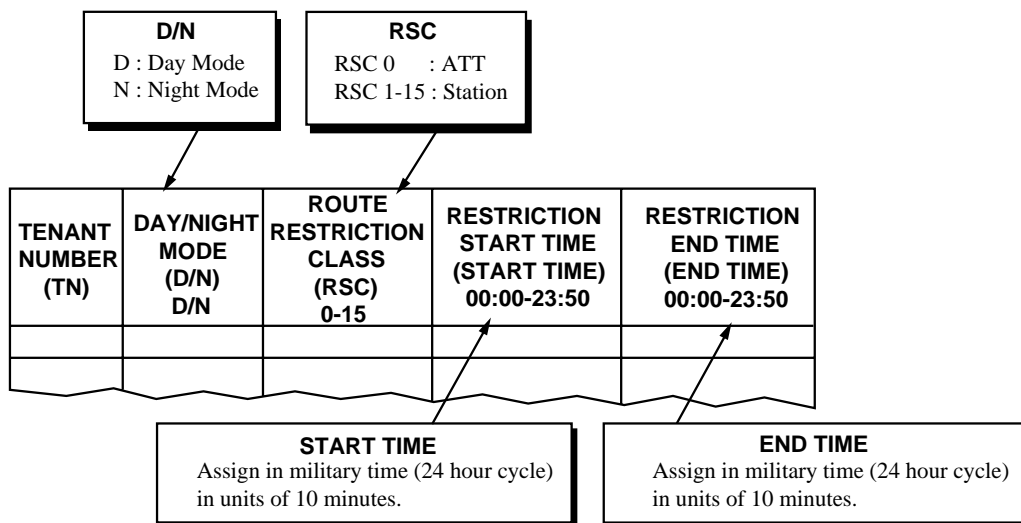 D/N
D : Day Mode
N : Night Mode
RSC
RSC 0 : ATT
RSC 1-15 : Station
TENANT
NUMBER
(TN)
DAY/NIGHT
MODE
(D/N)
D/N
ROUTE
RESTRICTION
CLASS
(RSC)
0-15
RESTRICTION
START TIME
(START TIME)
00:00-23:50
RESTRICTION
END TIME
(END TIME)
00:00-23:50
START TIME
Assign in military time (24 hour cycle)
in units of 10 minutes.
END TIME
Assign in military time (24 hour cycle)
in units of 10 minutes.